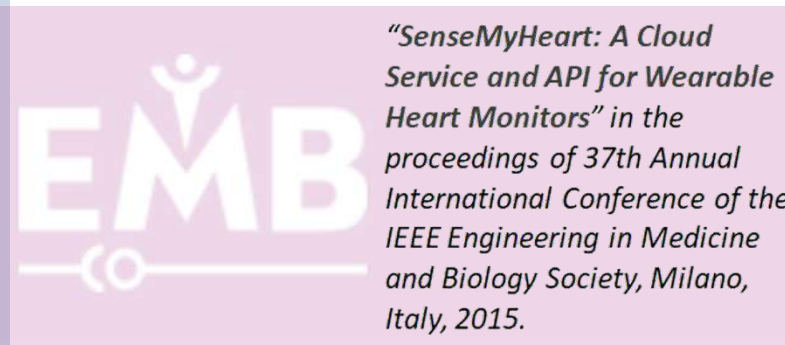 EMB
“SenseMyHeart: A Cloud
Service and API for Wearable
Heart Monitors” in the
proceedings of 37th Annual
International Conference of the
IEEE Engineering in Medicine
and Biology Society, Milano,
Italy, 2015.